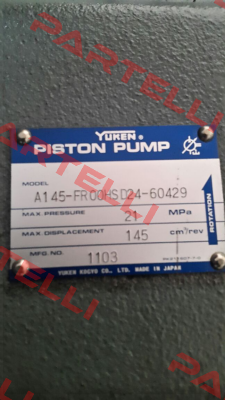 PARTELLI
YUKEN®
PISTON PUMP
MODEL
A145-FR00HSD24-60429
MAX. PRESSURE 21 MPa
MAX. DISPLACEMENT 145 cm³/rev
MFG. NO. 1103
ROTATION
YUKEN KOGYO CO., LTD. MADE IN JAPAN
PARTELLI
PARTELLI